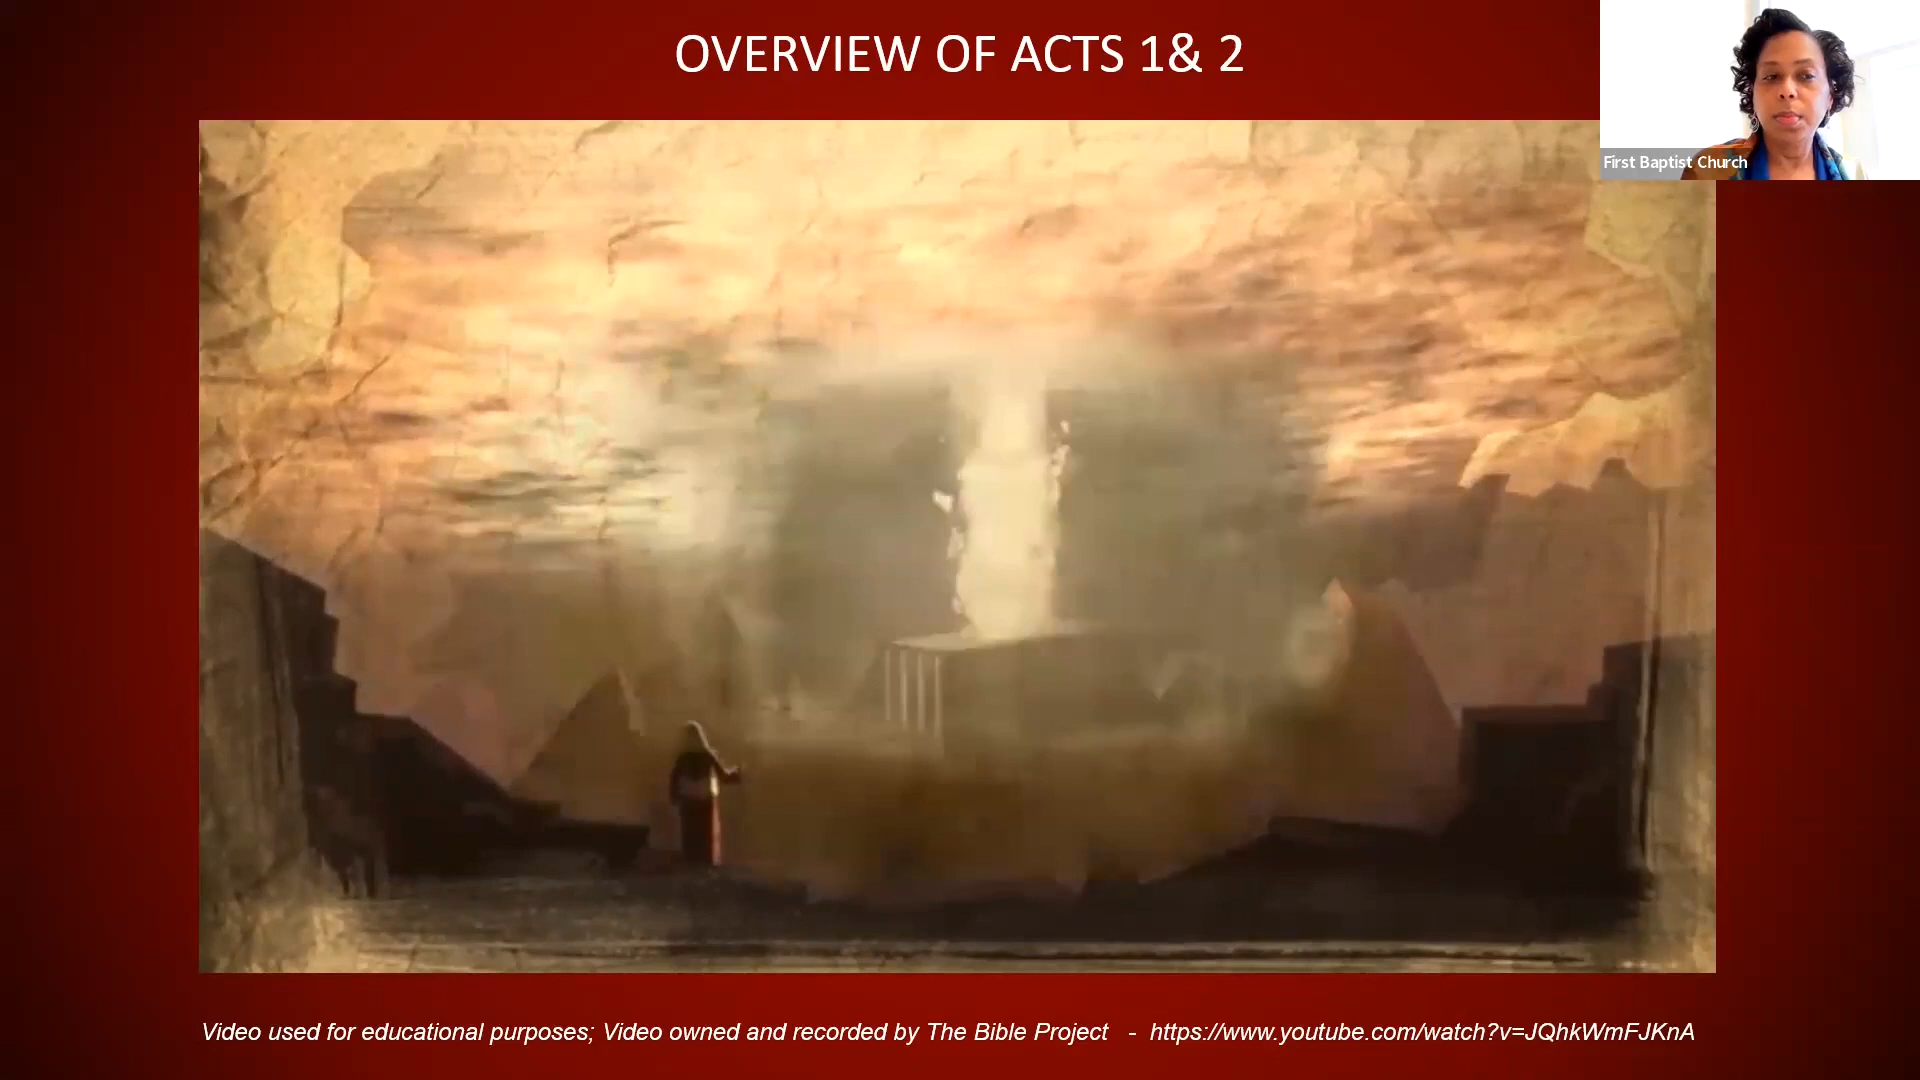 OVERVIEW OF ACTS 1& 2
First Baptist Church
Video used for educational purposes; Video owned and recorded by The Bible Project - https://www.youtube.com/watch?v=JQhkWmFJKnA